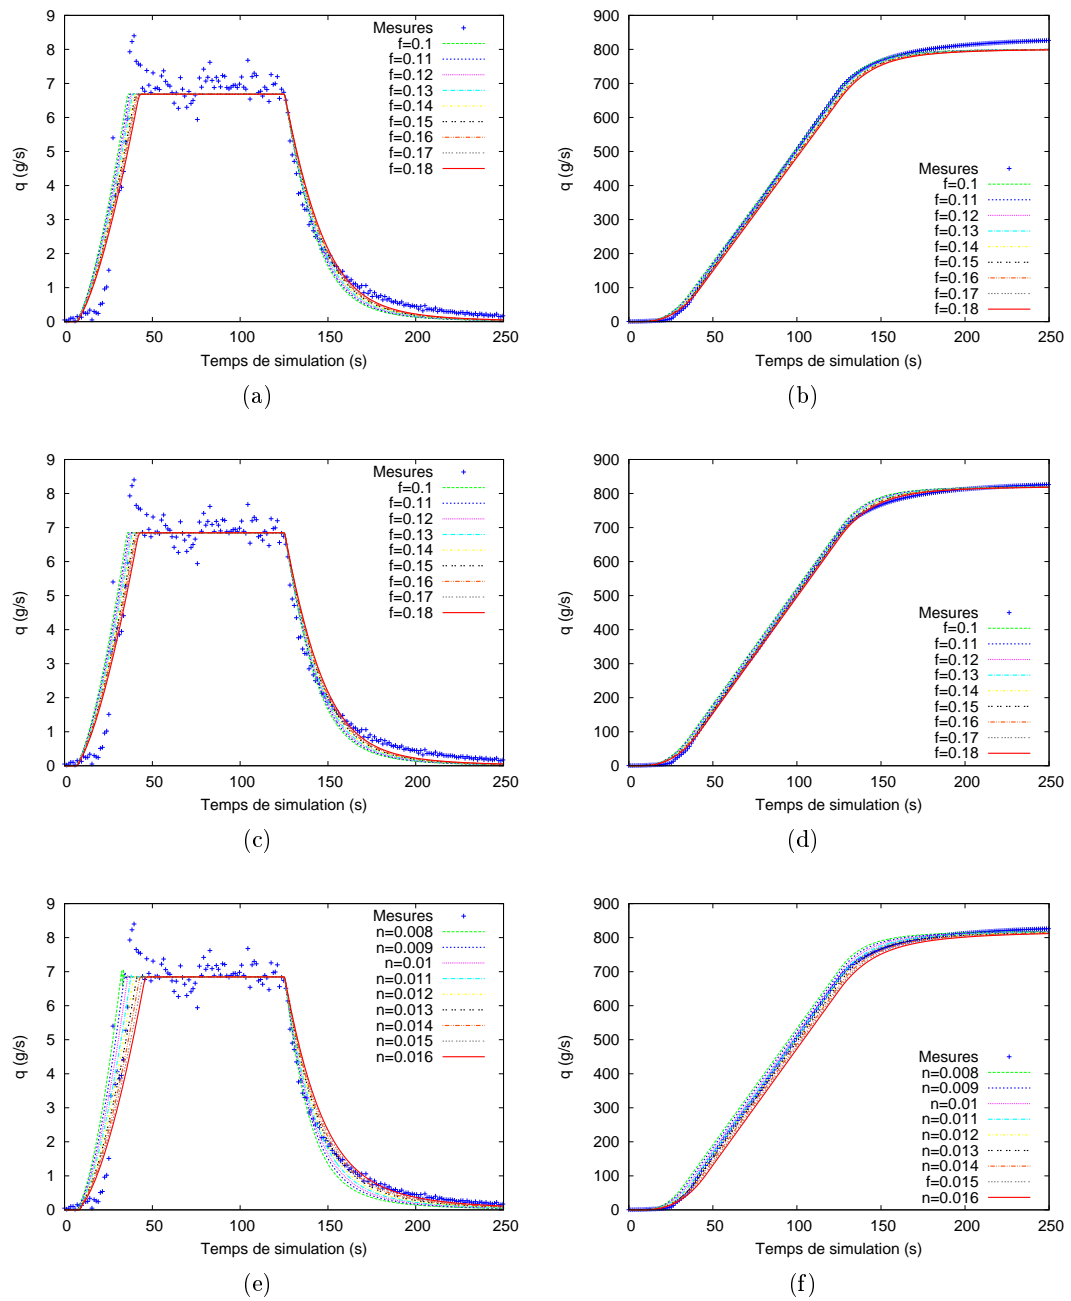 9
8
7
6
5
4
3
2
1
0
q (g/s)
0 50 100 150 200 250
Temps de simulation (s)
Mesures
f=0.1
f=0.11
f=0.12
f=0.13
f=0.14
f=0.15
f=0.16
f=0.17
f=0.18
(a)
900
800
700
600
500
400
300
200
100
0
q (g/s)
0 50 100 150 200 250
Temps de simulation (s)
Mesures
f=0.1
f=0.11
f=0.12
f=0.13
f=0.14
f=0.15
f=0.16
f=0.17
f=0.18
(b)
9
8
7
6
5
4
3
2
1
0
q (g/s)
0 50 100 150 200 250
Temps de simulation (s)
Mesures
f=0.1
f=0.11
f=0.12
f=0.13
f=0.14
f=0.15
f=0.16
f=0.17
f=0.18
(c)
900
800
700
600
500
400
300
200
100
0
q (g/s)
0 50 100 150 200 250
Temps de simulation (s)
Mesures
f=0.1
f=0.11
f=0.12
f=0.13
f=0.14
f=0.15
f=0.16
f=0.17
f=0.18
(d)
9
8
7
6
5
4
3
2
1
0
q (g/s)
0 50 100 150 200 250
Temps de simulation (s)
Mesures
n=0.008
n=0.009
n=0.01
n=0.011
n=0.012
n=0.013
n=0.014
n=0.015
n=0.016
(e)
900
800
700
600
500
400
300
200
100
0
q (g/s)
0 50 100 150 200 250
Temps de simulation (s)
Mesures
n=0.008
n=0.009
n=0.01
n=0.011
n=0.012
n=0.013
n=0.014
f=0.015
n=0.016
(f)